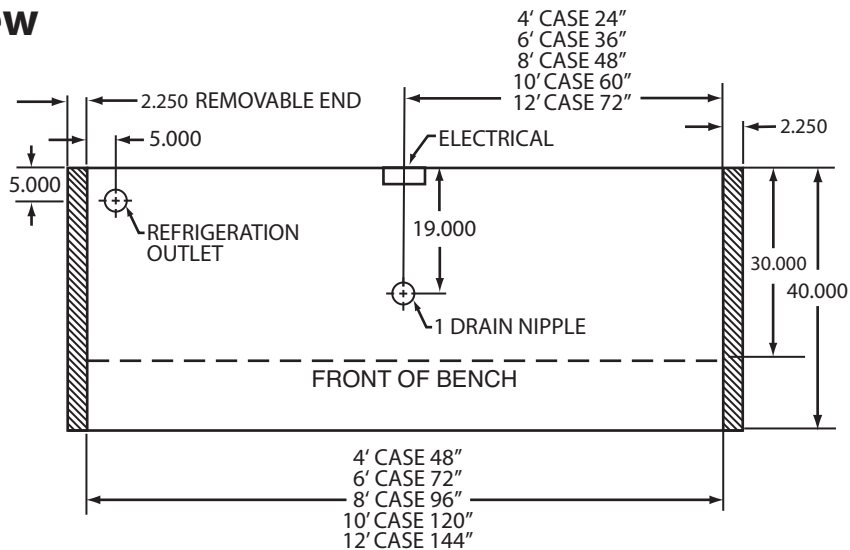 4' CASE 24"
6' CASE 36"
8' CASE 48"
10' CASE 60"
12' CASE 72"
2.250 REMOVABLE END
2.250
5.000
ELECTRICAL
5.000
REFRIGERATION
OUTLET
19.000
30.000
40.000
1 DRAIN NIPPLE
FRONT OF BENCH
4' CASE 48"
6' CASE 72"
8' CASE 96"
10' CASE 120"
12' CASE 144"